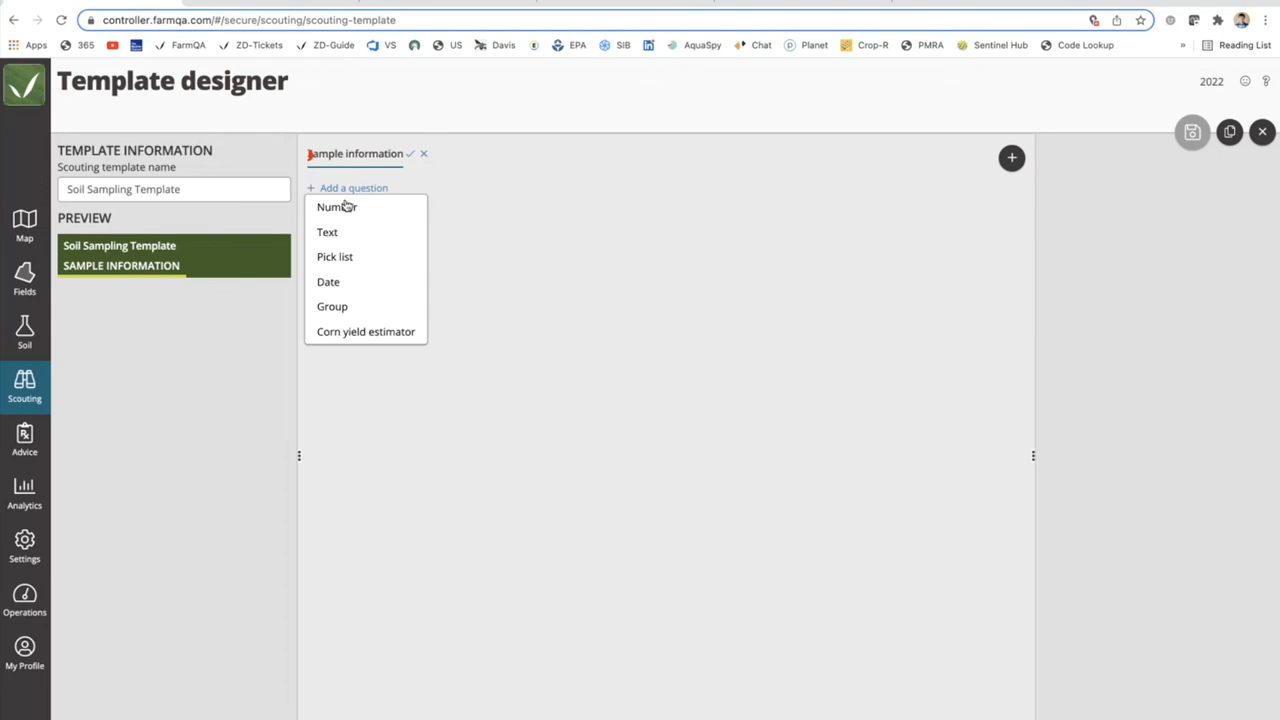 controller.farmqa.com/#/secure/scouting/scouting-template
Apps 365 FarmQA ZD-Tickets ZD-Guide VS US Davis EPA SIB AquaSpy Chat Planet Crop-R PMRA Sentinel Hub Code Lookup » Reading List
Template designer
2022
TEMPLATE INFORMATION
Scouting template name
Soil Sampling Template
PREVIEW
Soil Sampling Template
SAMPLE INFORMATION
Sample information
+ Add a question
Number
Text
Pick list
Date
Group
Corn yield estimator
Map
Fields
Soil
Scouting
Advice
Analytics
Settings
Operations
My Profile